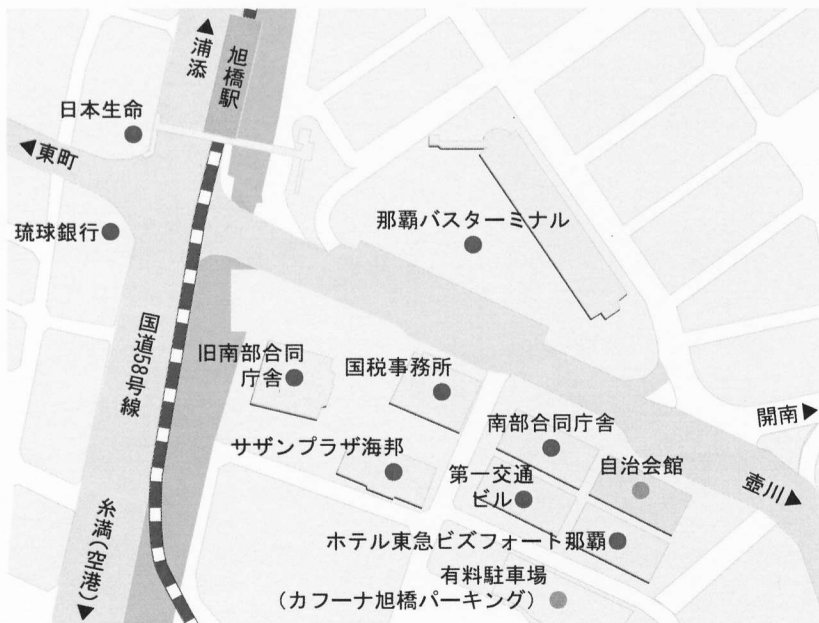 ▲浦添
旭橋駅
日本生命
◀東町
那覇バスターミナル
琉球銀行
国道58号線
旧南部合同
庁舎
国税事務所
開南▶
南部合同庁舎
サザンプラザ海邦
自治会館
第一交通
ビル
壺川▶
ホテル東急ビズフォート那覇
糸満(空港)▼
有料駐車場
(カフーナ旭橋パーキング)